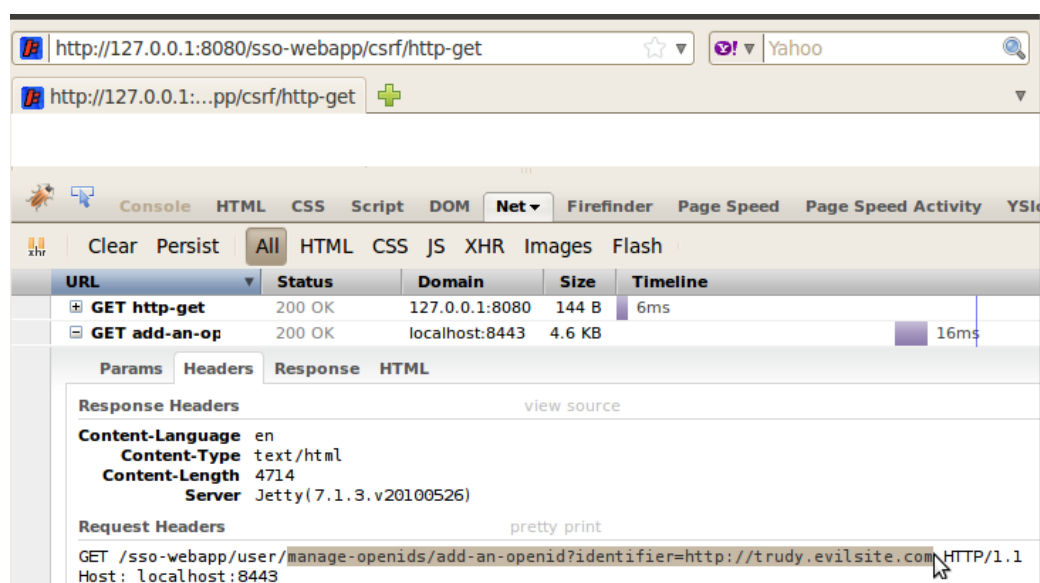 http://127.0.0.1:8080/sso-webapp/csrf/http-get Yahoo
http://127.0.0.1:...pp/csrf/http-get
Console HTML CSS Script DOM Net Firefinder Page Speed Page Speed Activity YSl
xhr Clear Persist All HTML CSS JS XHR Images Flash
URL Status Domain Size Timeline
GET http-get 200 OK 127.0.0.1:8080 144 B 6ms
GET add-an-op 200 OK localhost:8443 4.6 KB 16ms
Params Headers Response HTML
Response Headers view source
Content-Language en
Content-Type text/html
Content-Length 4714
Server Jetty(7.1.3.v20100526)
Request Headers pretty print
GET /sso-webapp/user/manage-openids/add-an-openid?identifier=http://trudy.evilsite.com HTTP/1.1
Host: localhost:8443